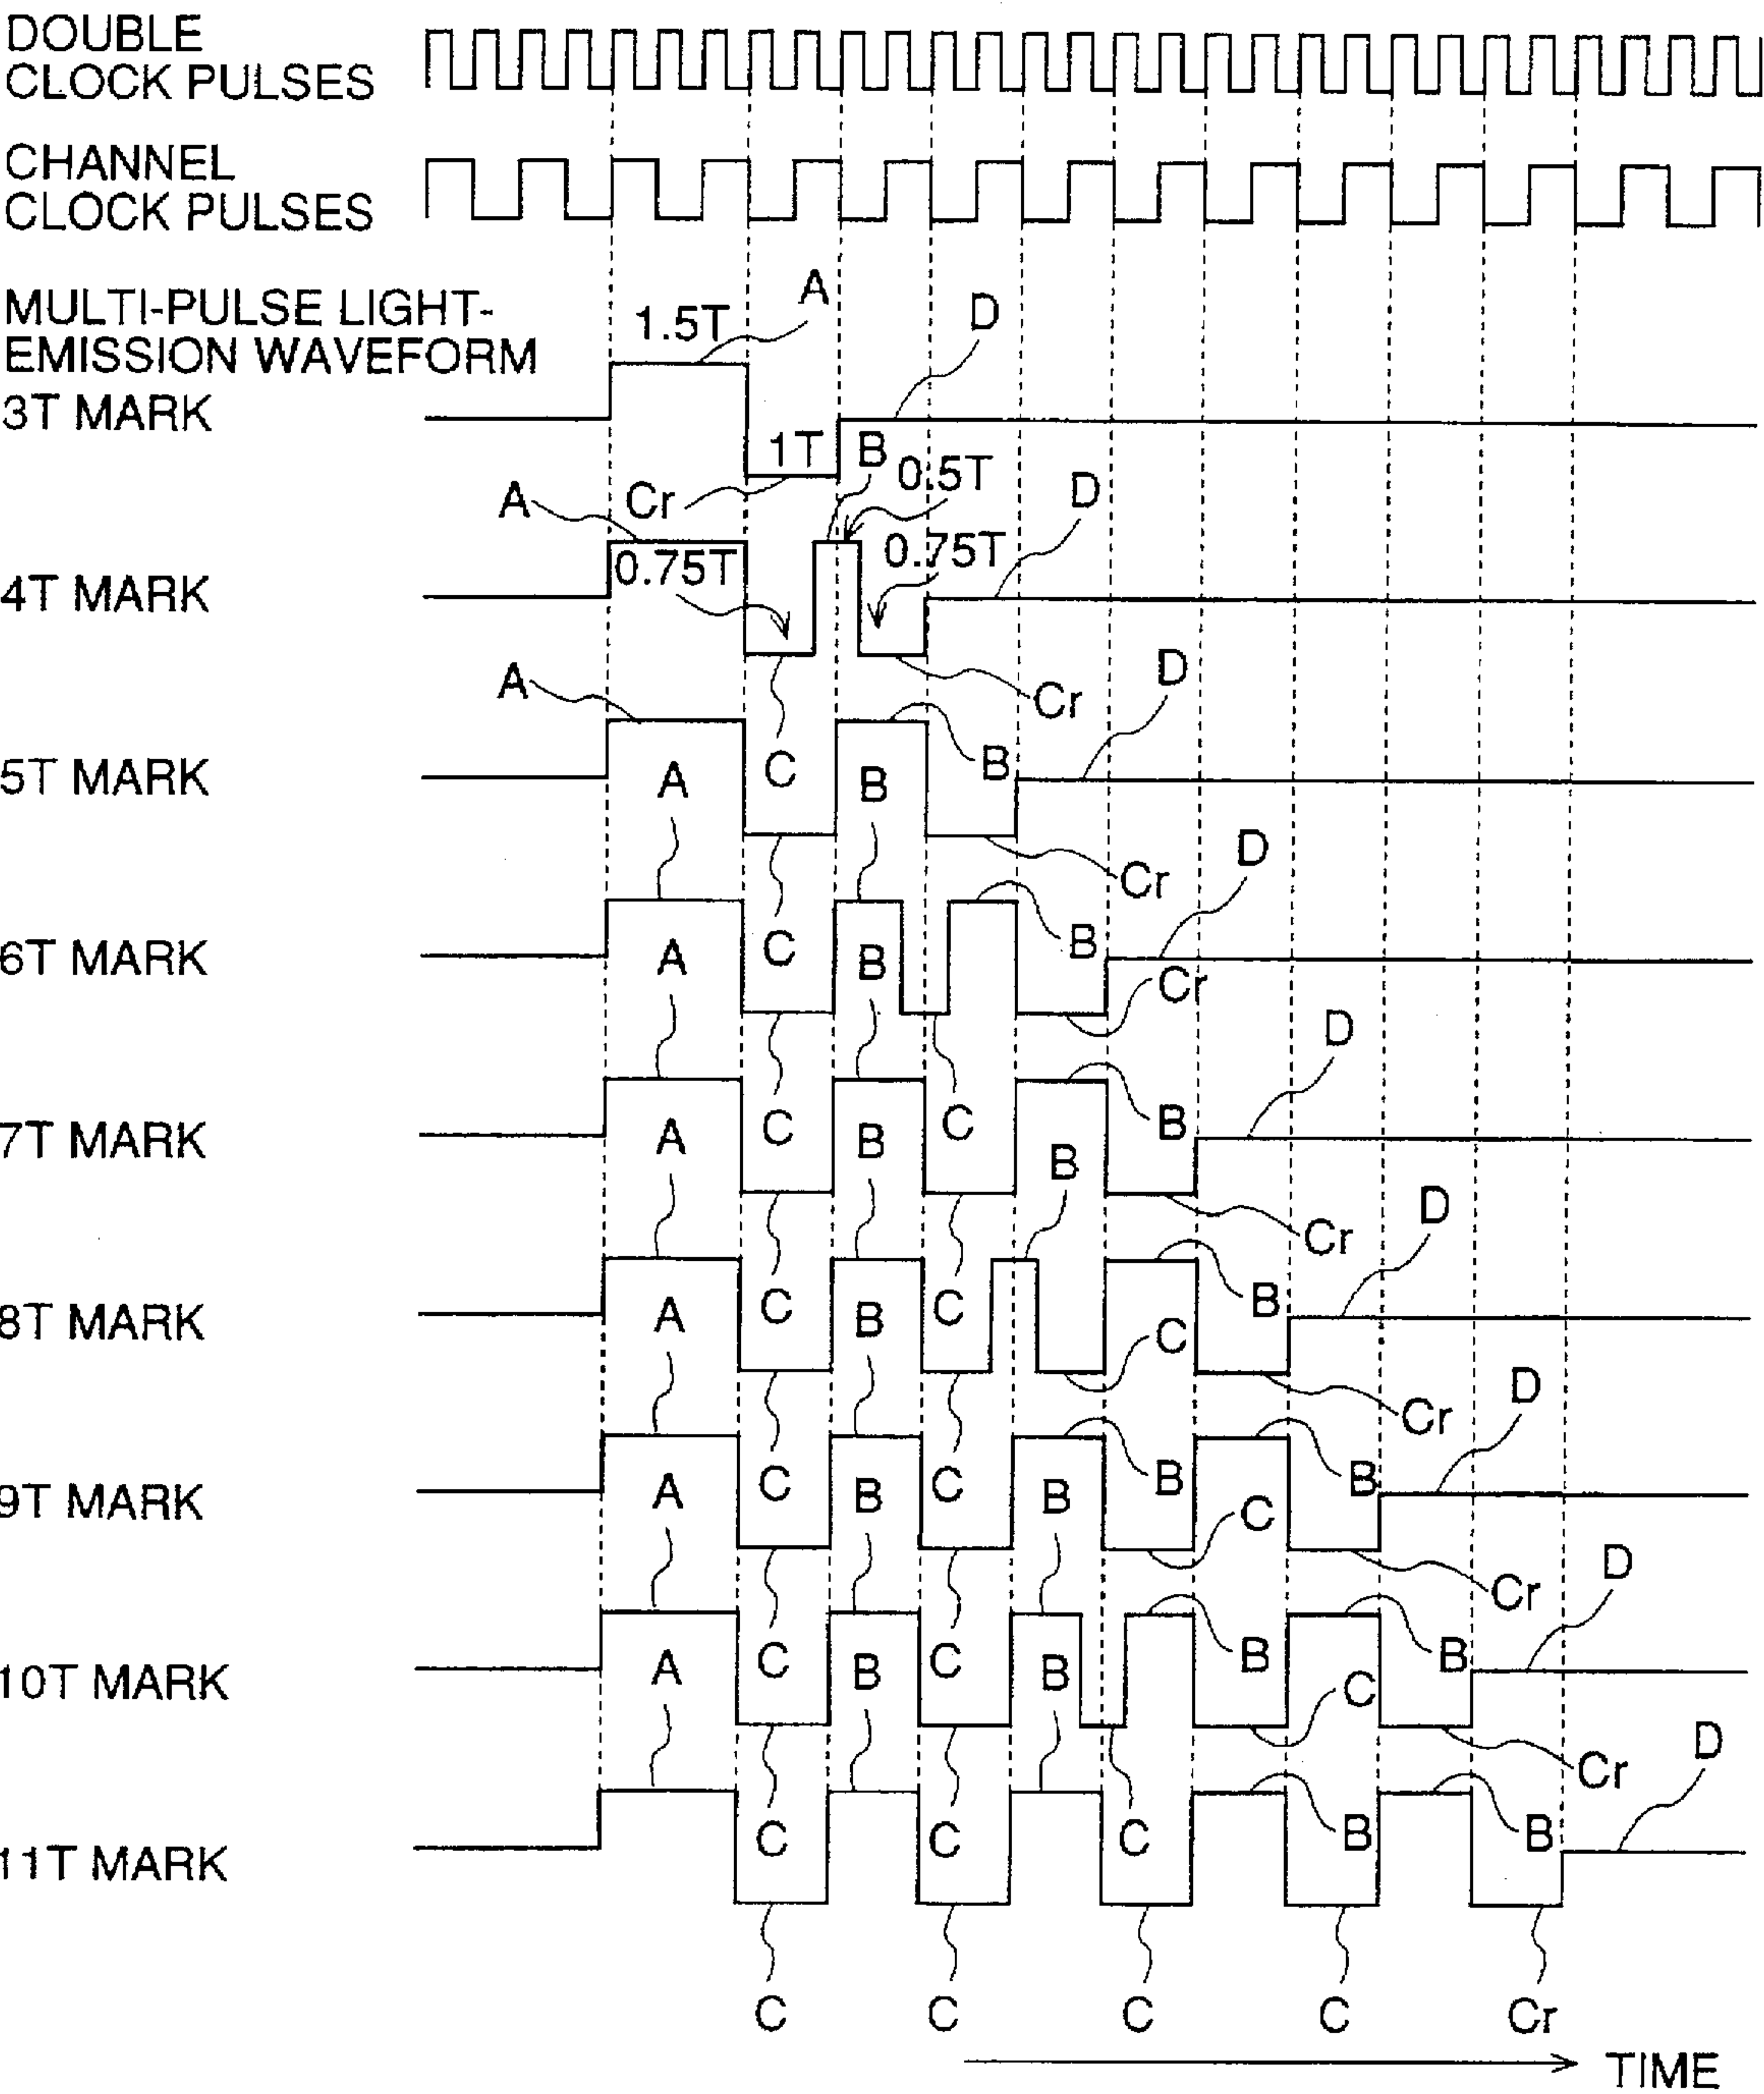 DOUBLE
CLOCK PULSES
CHANNEL
CLOCK PULSES
MULTI-PULSE LIGHT-
EMISSION WAVEFORM
1.5T A D
3T MARK
1T B 0.5T
A Cr D
0.75T 0.75T
4T MARK
A Cr D
C B
5T MARK A B
Cr D
C B
6T MARK A B
Cr
D
C C B
7T MARK A B
B
Cr D
C C B
8T MARK A B
C
Cr D
C C B B
9T MARK A B B
C
Cr D
C C B B
10T MARK A B B
C
Cr D
C C C B B
11T MARK
C C C C Cr
TIME